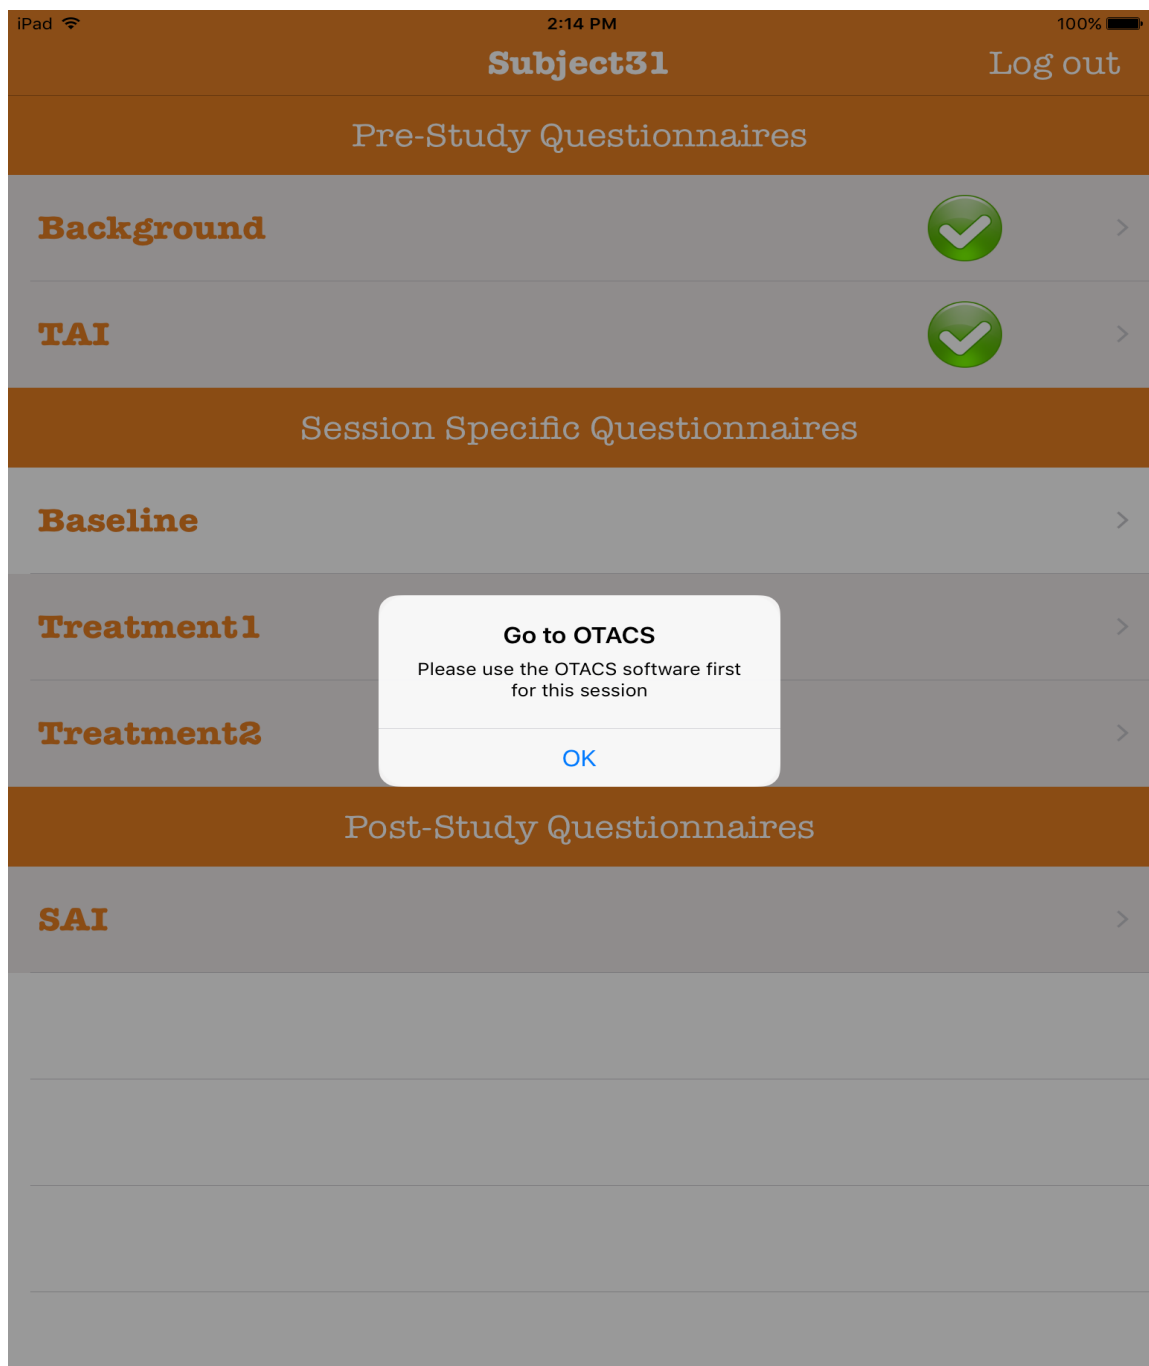 iPad 2:14 PM 100%
Subject31 Log out
Pre-Study Questionnaires
Background
TAI
Session Specific Questionnaires
Baseline
Treatment1
Go to OTACS
Please use the OTACS software first
for this session
Treatment2
OK
Post-Study Questionnaires
SAI